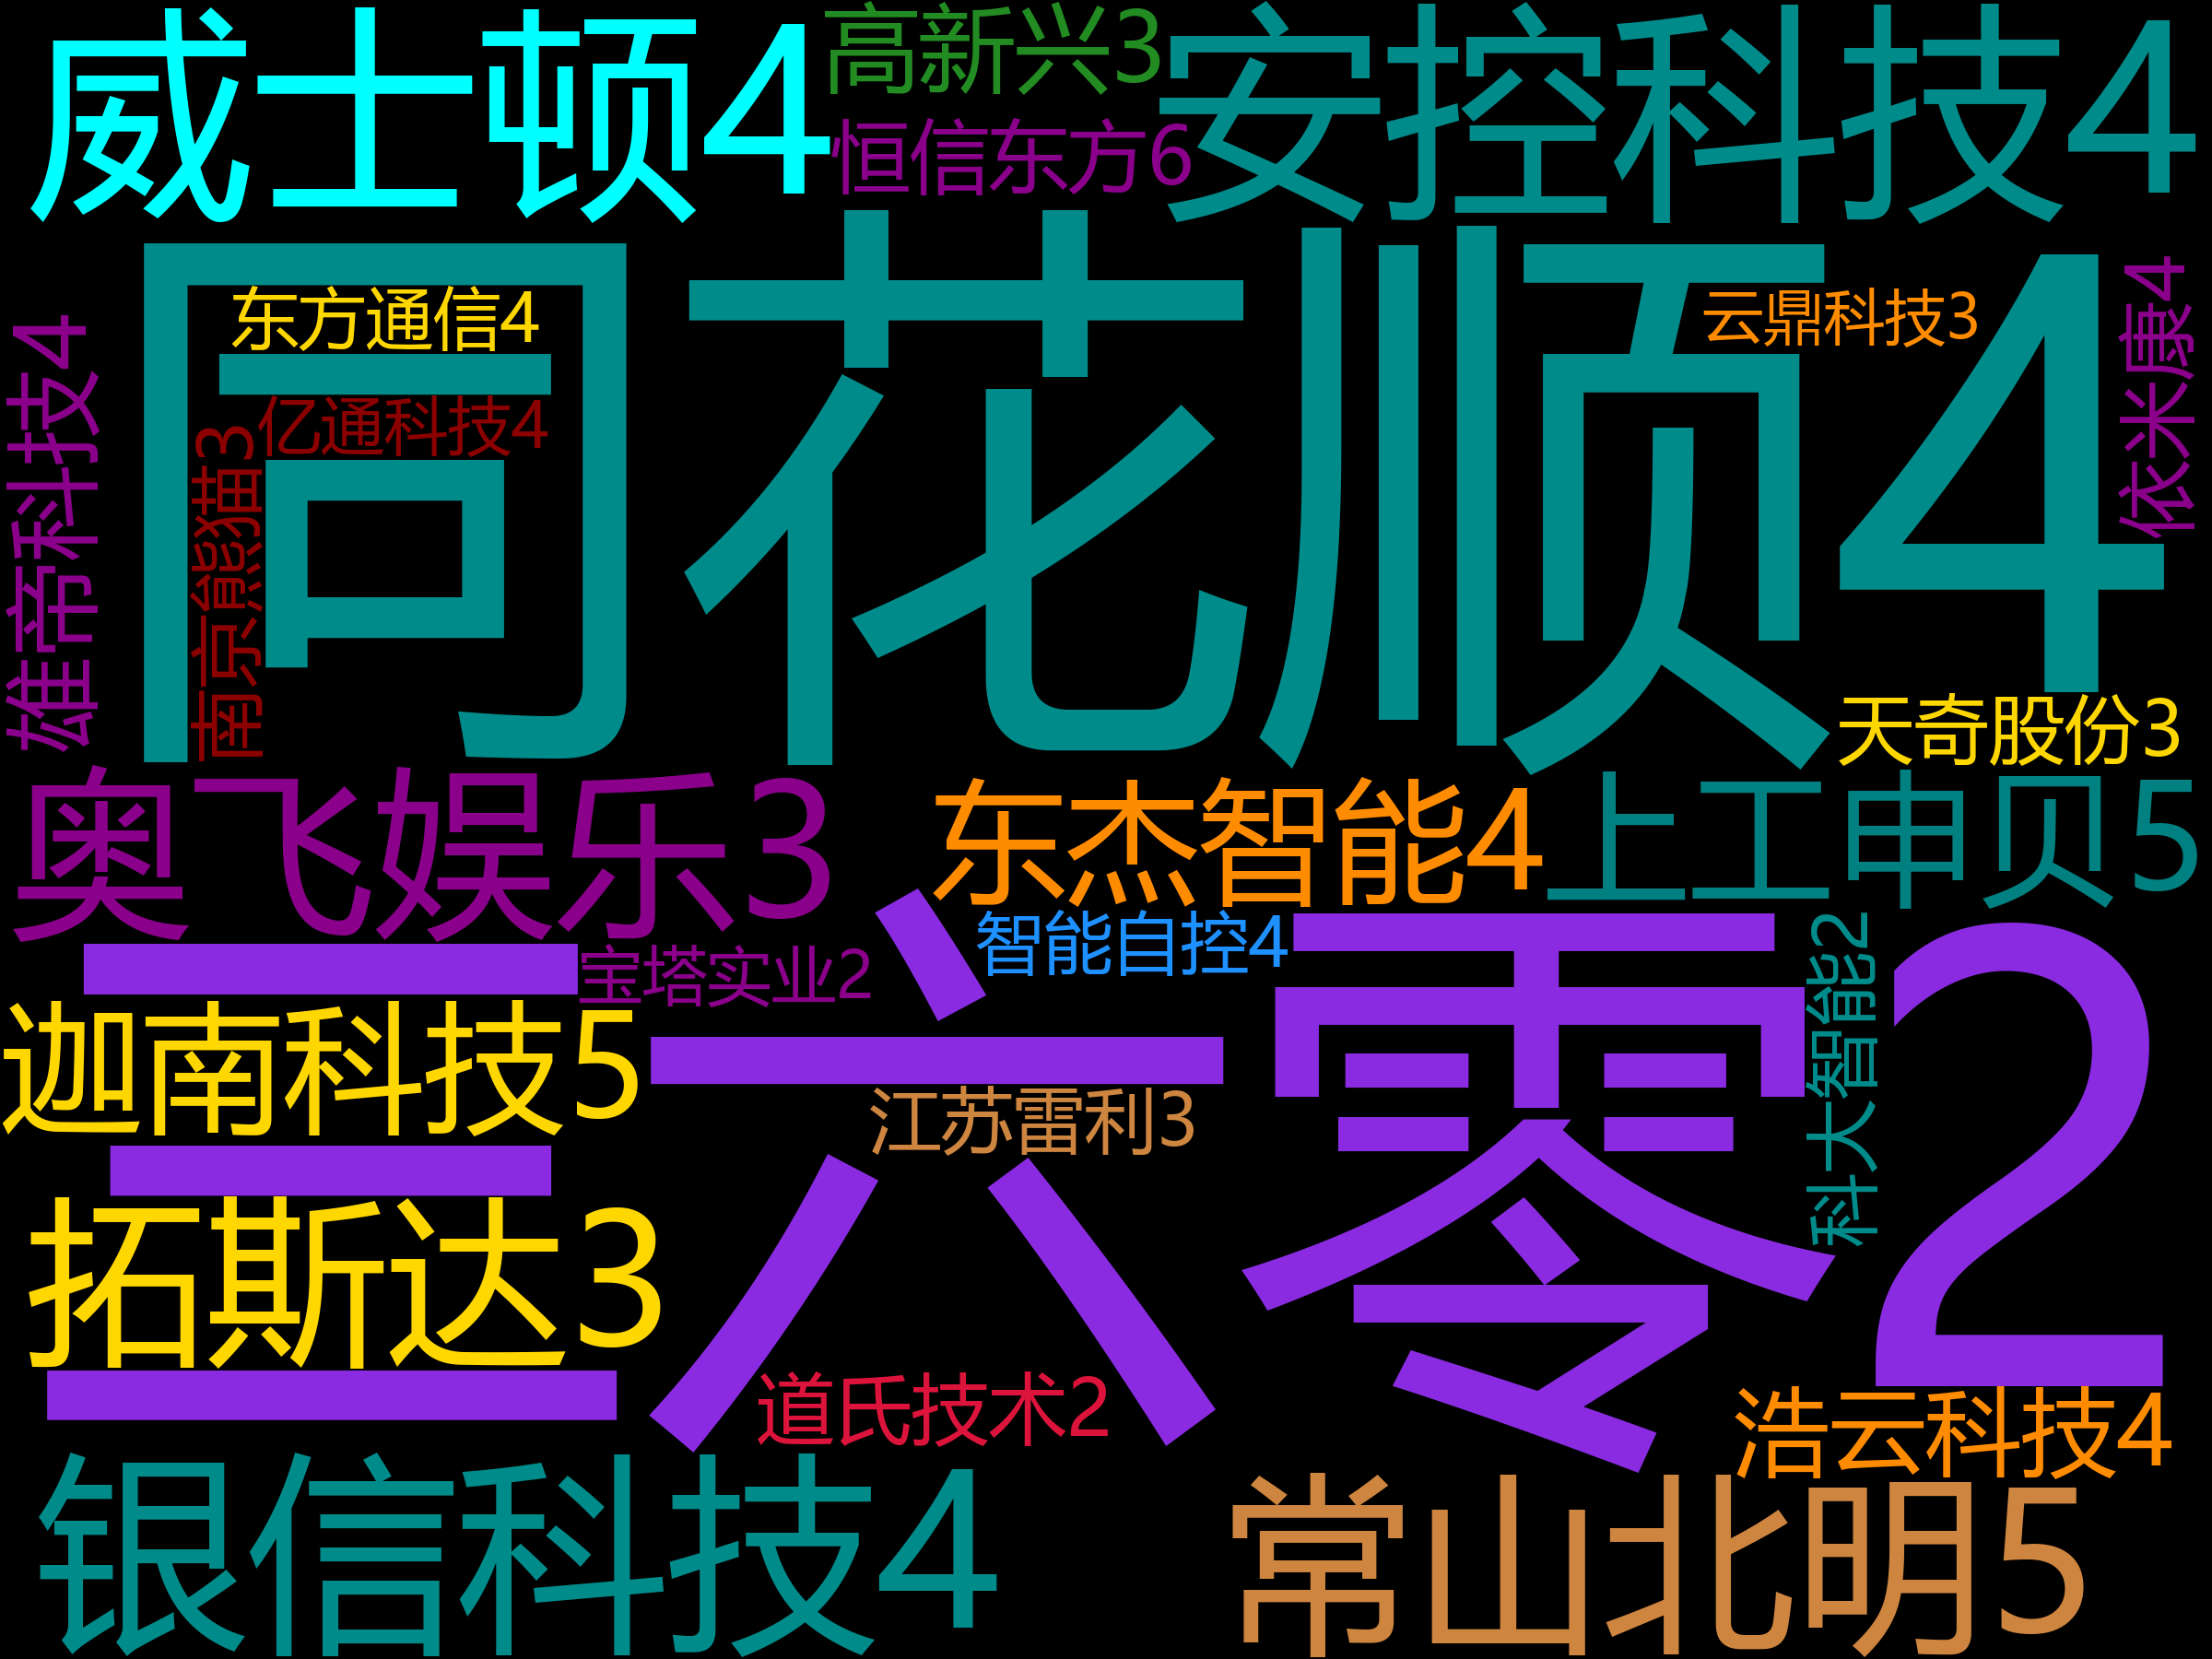 威士顿4
高新兴3
恒信东方6
安控科技4
同花顺4
东方通信4
亿通科技4
南京熊猫3
雄帝科技4
云鼎科技3
依米康4
天奇股份3
奥飞娱乐3
东杰智能4
上工申贝5
三六零2
智能自控4
宝塔实业2
迦南科技5
江苏雷利3
科大智能2
拓斯达3
道氏技术2
浩云科技4
银信科技4
常山北明5